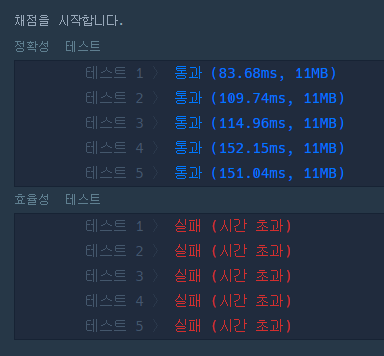 채점을 시작합니다.
정확성 테스트
테스트 1 〉 통과 (83.68ms, 11MB)
테스트 2 〉 통과 (109.74ms, 11MB)
테스트 3 〉 통과 (114.96ms, 11MB)
테스트 4 〉 통과 (152.15ms, 11MB)
테스트 5 〉 통과 (151.04ms, 11MB)
효율성 테스트
테스트 1 〉 실패 (시간 초과)
테스트 2 〉 실패 (시간 초과)
테스트 3 〉 실패 (시간 초과)
테스트 4 〉 실패 (시간 초과)
테스트 5 〉 실패 (시간 초과)